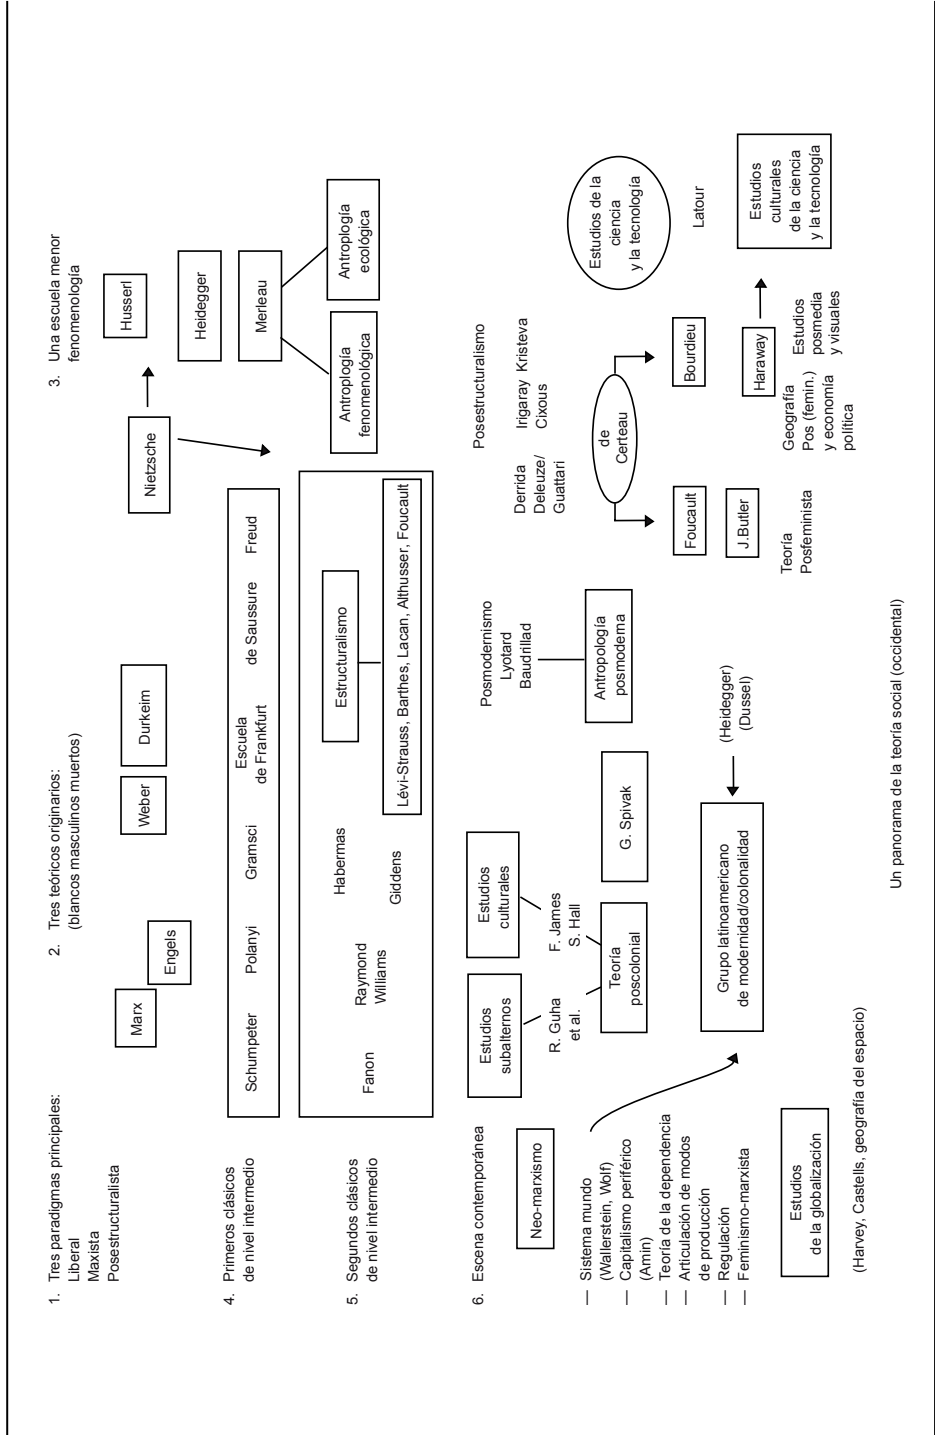 1. Tres paradigmas principales:
Liberal
Maxista
Posestructuralista
2. Tres teóricos originarios:
(blancos masculinos muertos)
Marx
Engels
Weber
Durkeim
Nietzsche
3. Una escuela menor
fenomenología
Husserl
Heidegger
Merleau
Antroplogía
fenomenológica
Antroplogía
ecológica
4. Primeros clásicos
de nivel intermedio
Schumpeter
Polanyi
Gramsci
Escuela
de Frankfurt
de Saussure
Freud
5. Segundos clásicos
de nivel intermedio
Fanon
Raymond
Williams
Habermas
Giddens
Estructuralismo
Lévi-Strauss, Barthes, Lacan, Althusser, Foucault
6. Escena contemporánea
Neo-marxismo
— Sistema mundo
(Wallerstein, Wolf)
— Capitalismo periférico
(Amin)
— Teoría de la dependencia
— Articulación de modos
de producción
— Regulación
— Feminismo-marxista
Estudios
de la globalización
(Harvey, Castells, geografía del espacio)
Estudios
subalternos
Estudios
culturales
R. Guha
et al.
F. James
S. Hall
Teoría
poscolonial
G. Spivak
Grupo latinoamericano
de modernidad/colonalidad
(Heidegger)
(Dussel)
Posmodernismo
Lyotard
Baudrillad
Antropología
posmoderna
Posestructuralismo
Derrida
Deleuze/
Guattari
Irigaray Kristeva
Cixous
de
Certeau
Foucault
J.Butler
Teoría
Posfeminista
Bourdieu
Haraway
Geografía
Pos (femin.)
y economía
política
Estudios
posmedia
y visuales
Estudios de la
ciencia
y la tecnología
Latour
Estudios
culturales
de la ciencia
y la tecnología
Un panorama de la teoría social (occidental)